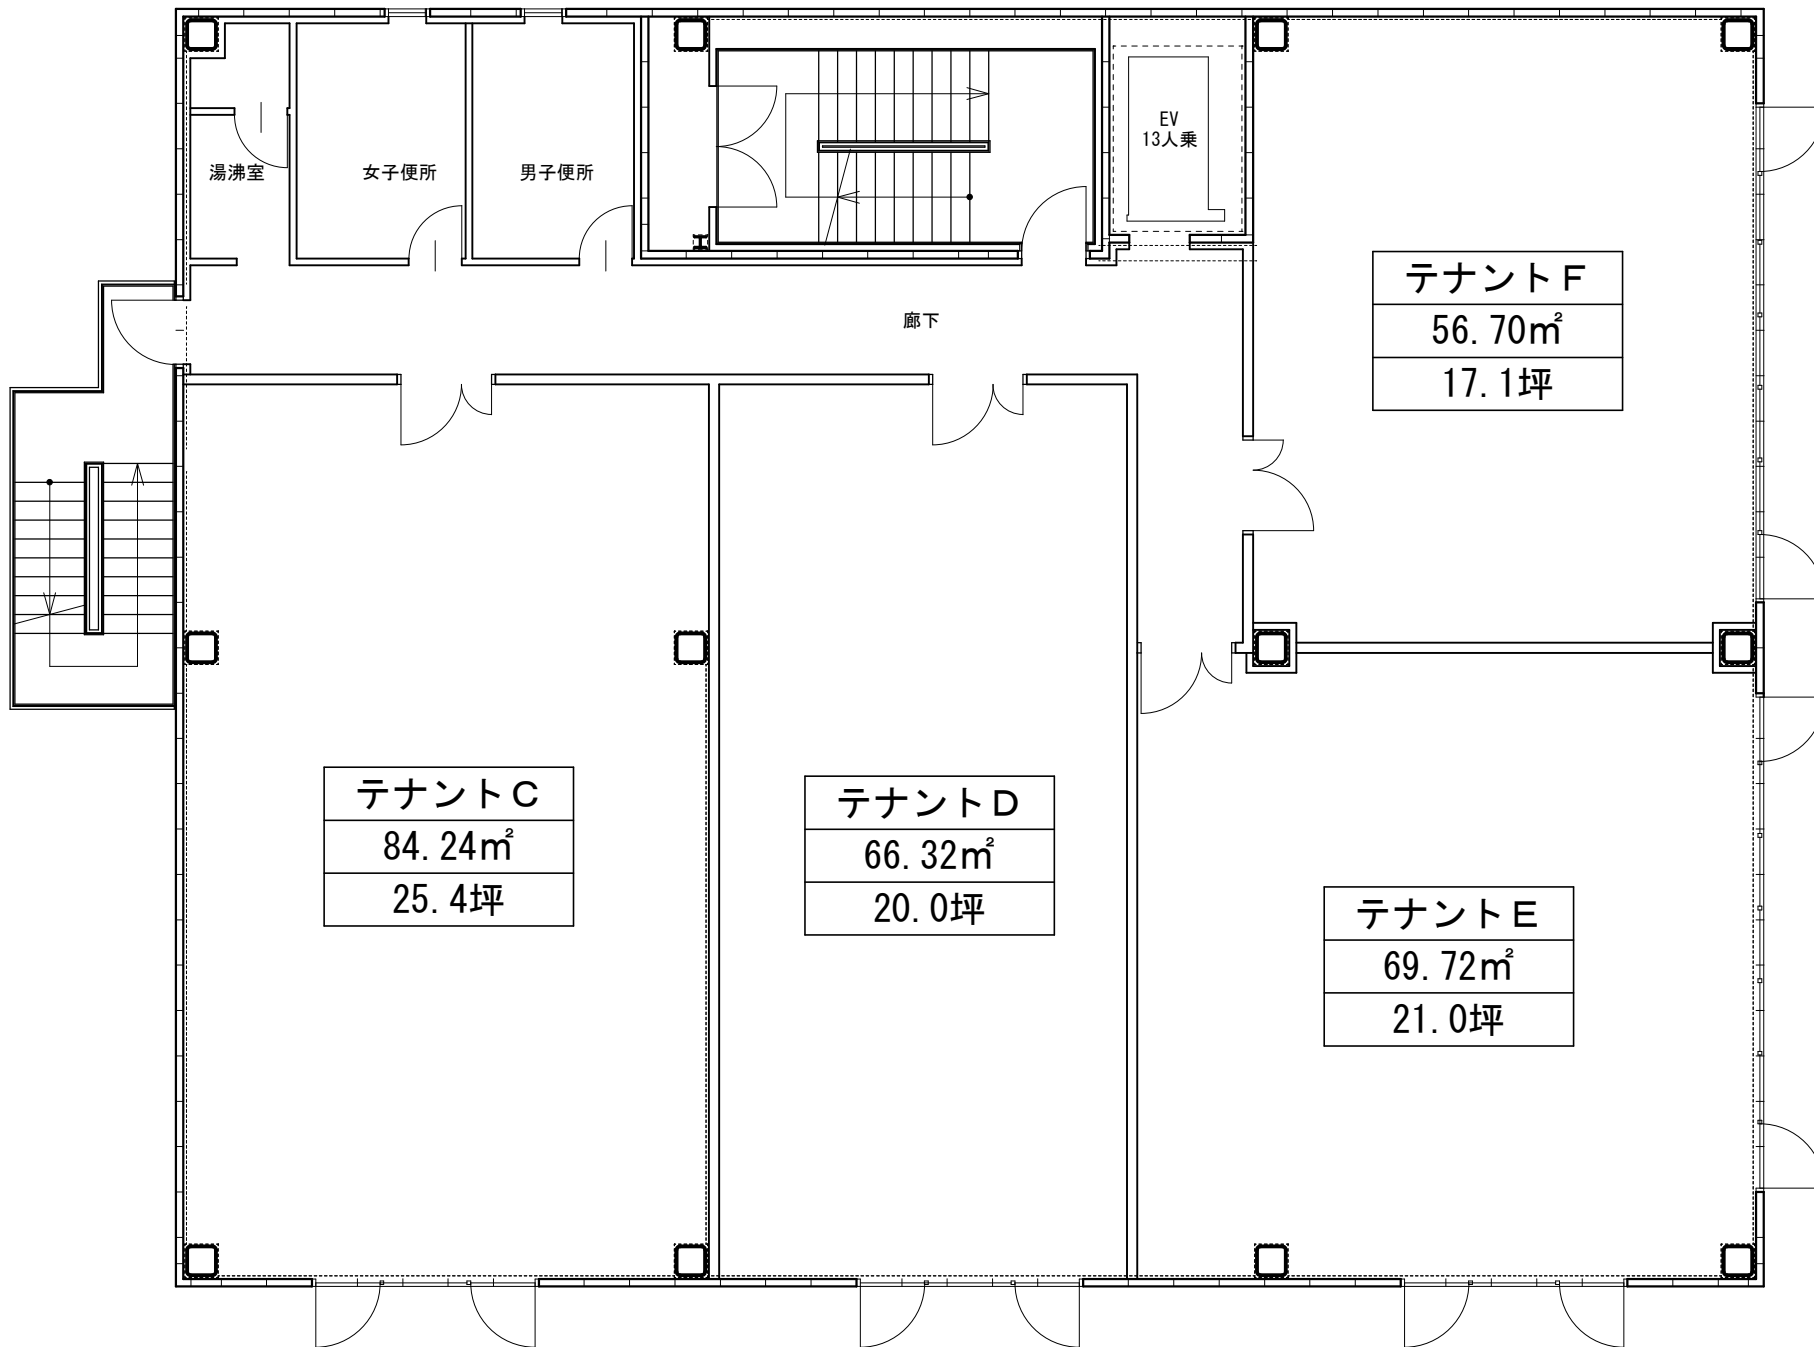 EV
13人乗
湯沸室
女子便所
男子便所
廊下
テナントF
56.70㎡
17.1坪
テナントC
84.24㎡
25.4坪
テナントD
66.32㎡
20.0坪
テナントE
69.72㎡
21.0坪